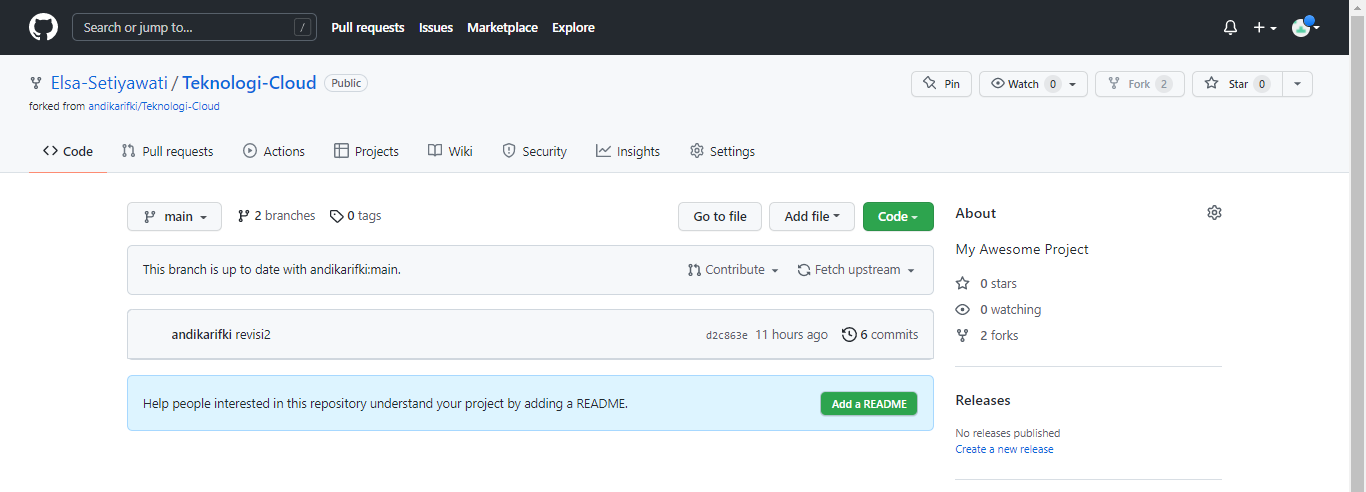 Search or jump to... / Pull requests Issues Marketplace Explore
Elsa-Setiyawati / Teknologi-Cloud Public
forked from andikarifki/Teknologi-Cloud
Pin Watch 0 Fork 2 Star 0
Code Pull requests Actions Projects Wiki Security Insights Settings
main 2 branches 0 tags Go to file Add file Code
This branch is up to date with andikarifki:main. Contribute Fetch upstream
andikarifki revisi2 d2c863e 11 hours ago 6 commits
Help people interested in this repository understand your project by adding a README. Add a README
About
My Awesome Project
0 stars
0 watching
2 forks
Releases
No releases published
Create a new release